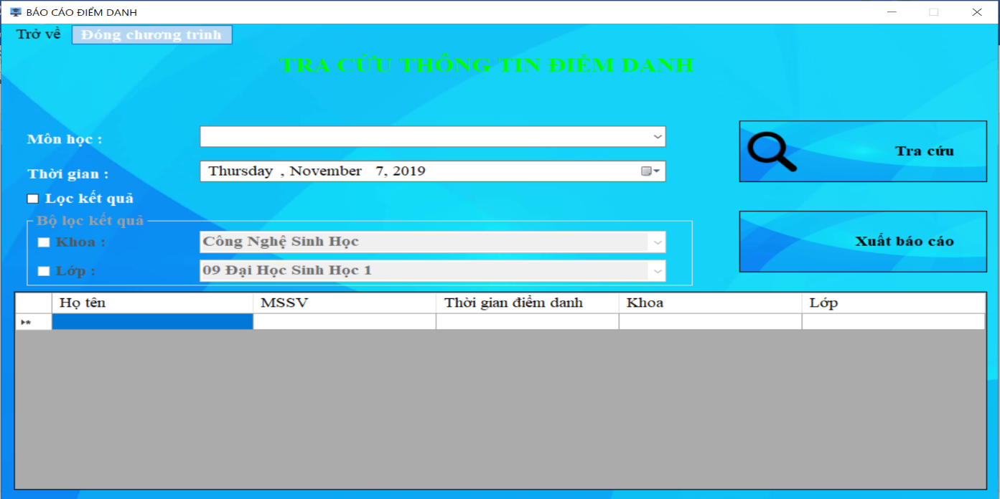 BÁO CÁO ĐIỂM DANH
Trở về Đóng chương trình
TRA CỨU THÔNG TIN ĐIỂM DANH
Môn học :
Tra cứu
Thời gian : Thursday , November 7, 2019
Lọc kết quả
Bộ lọc kết quả
Khoa : Công Nghệ Sinh Học
Xuất báo cáo
Lớp : 09 Đại Học Sinh Học 1
Họ tên MSSV Thời gian điểm danh Khoa Lớp